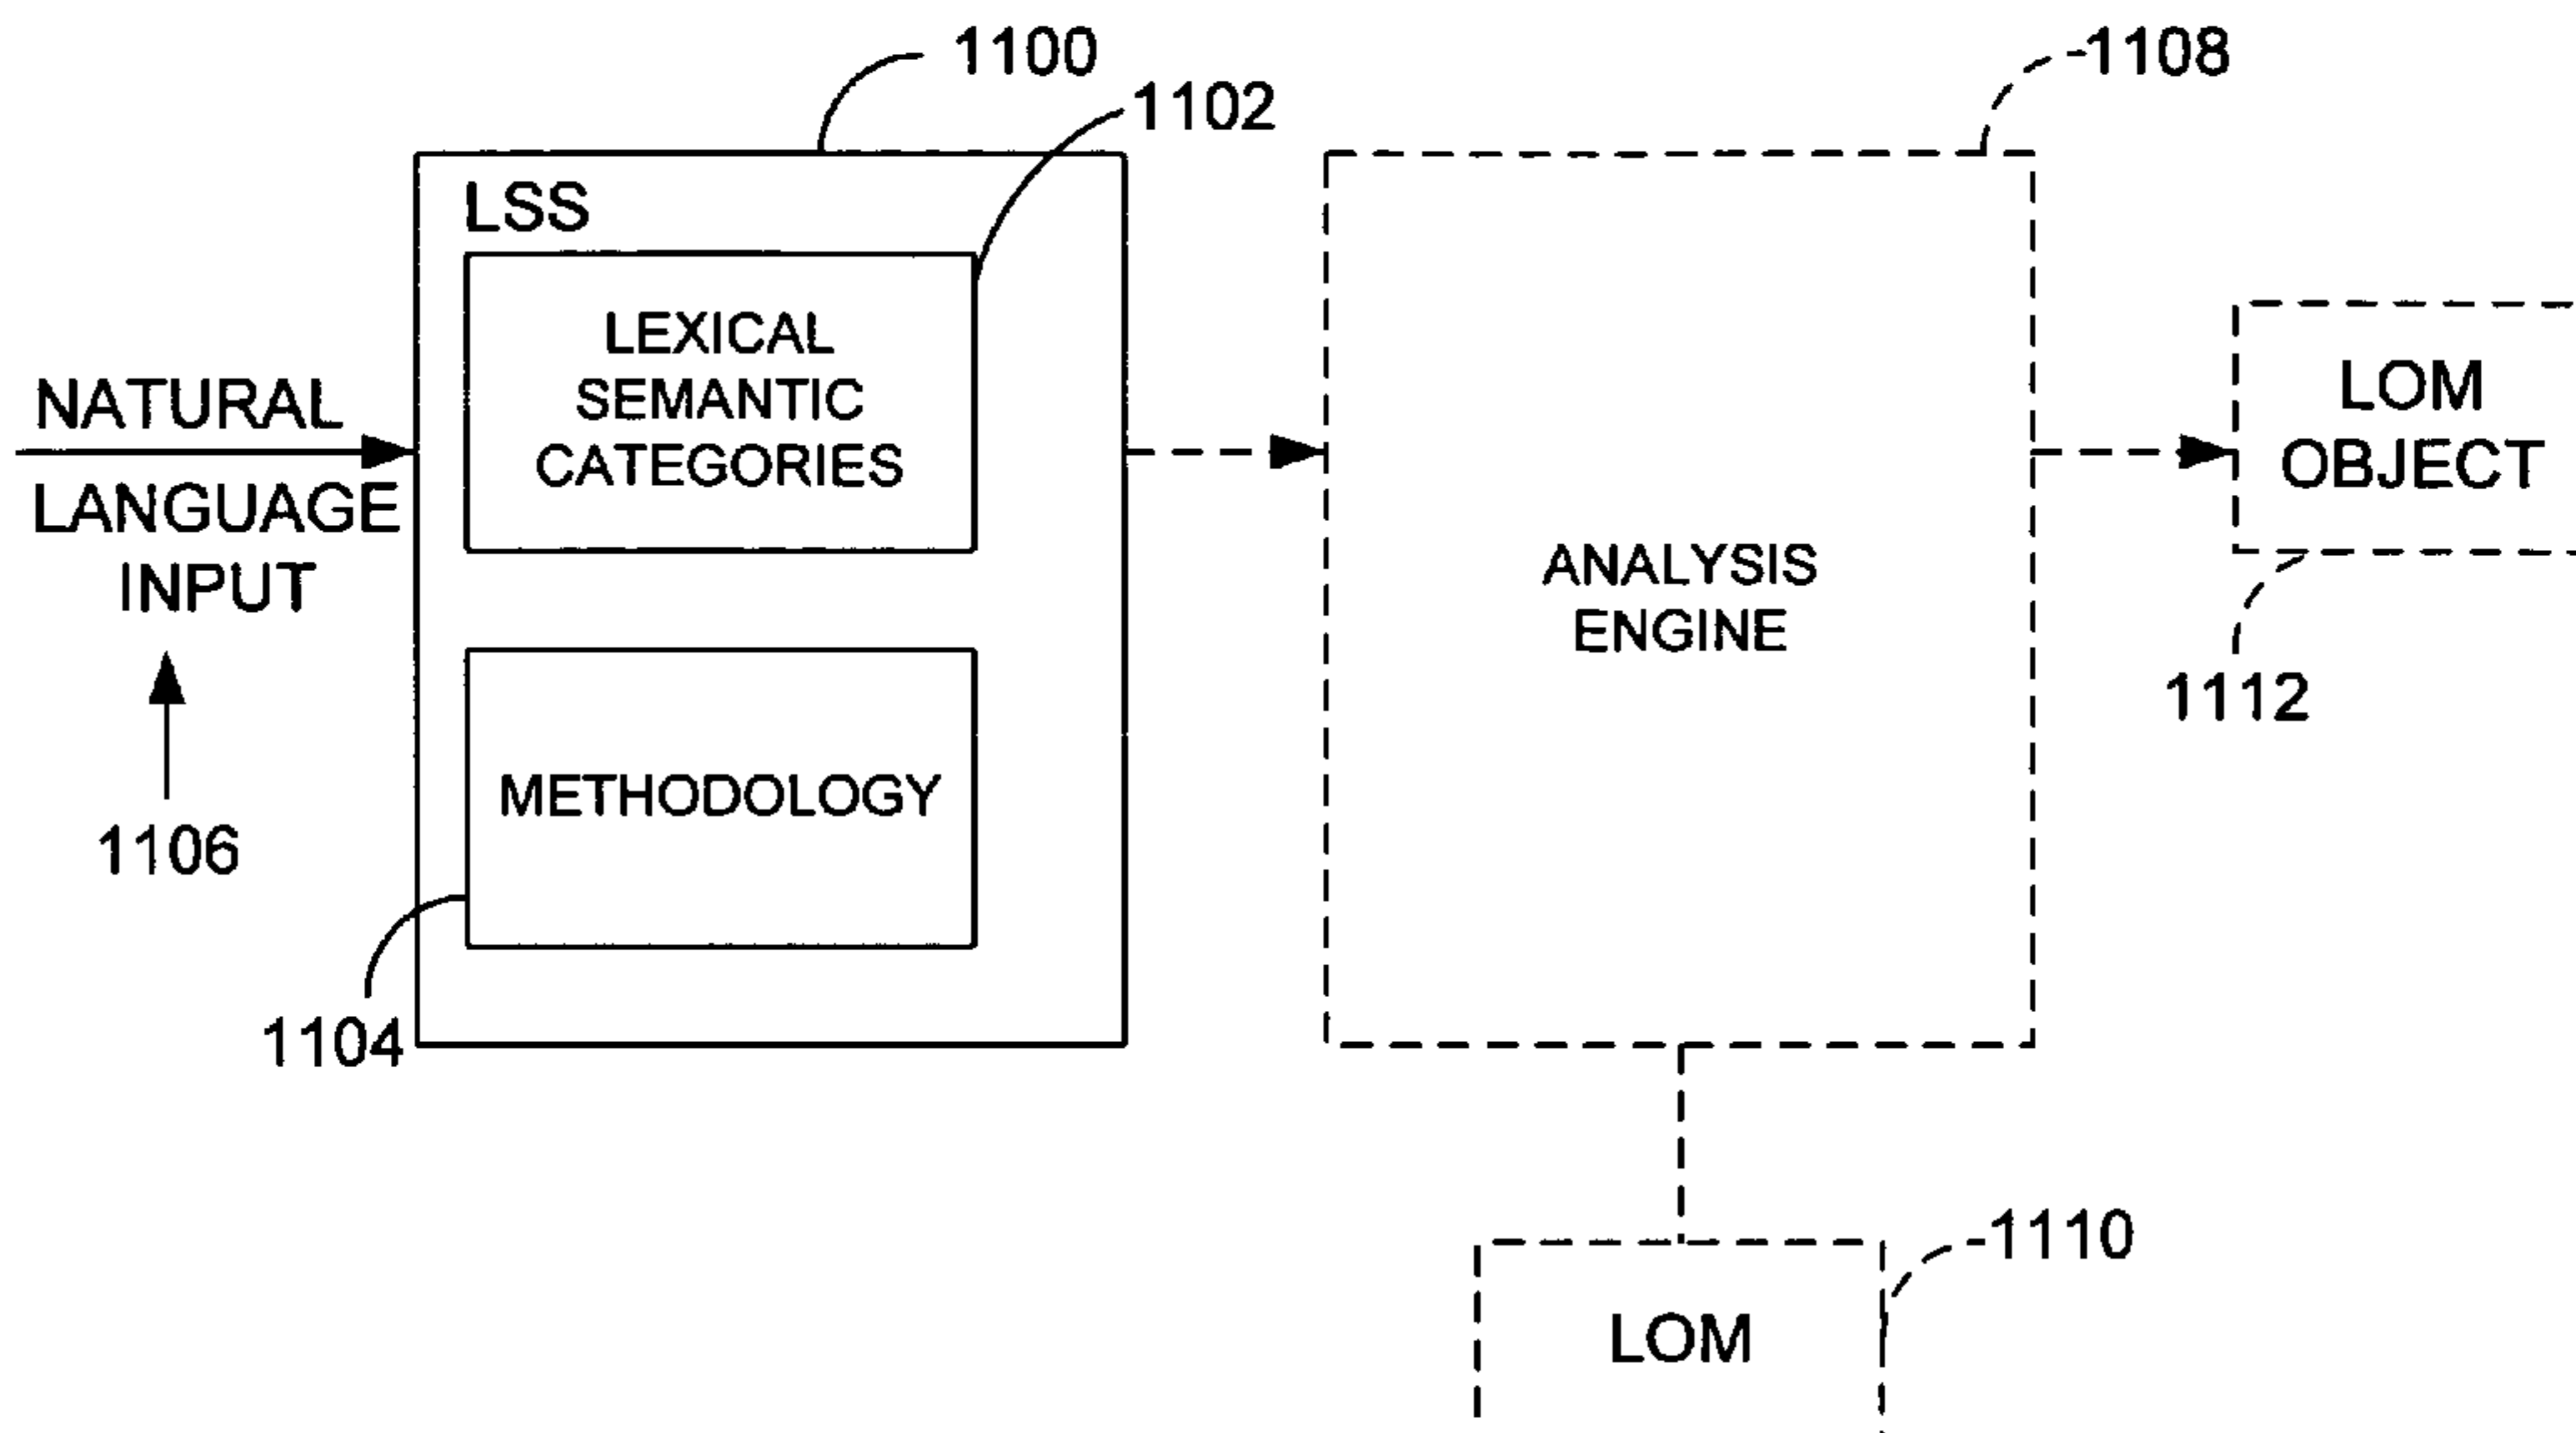 1100
1108
1102
LSS
LEXICAL
SEMANTIC
CATEGORIES
NATURAL
LANGUAGE
INPUT
LOM
OBJECT
ANALYSIS
ENGINE
1112
METHODOLOGY
1106
1104
1110
LOM